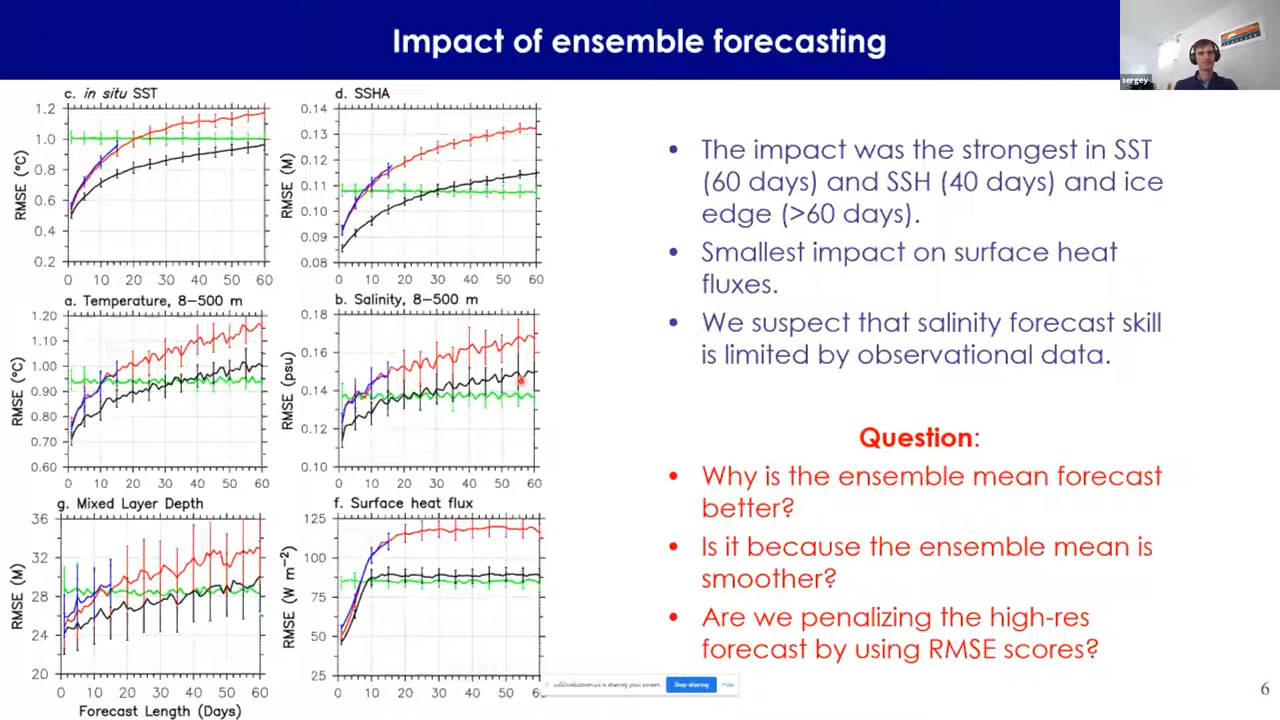 Impact of ensemble forecasting
sergey
c. in situ SST
1.2
1.0
0.8
0.6
0.4
0.2
RMSE (°C)
0 10 20 30 40 50 60
d. SSHA
0.14
0.13
0.12
0.11
0.10
0.09
0.08
RMSE (M)
0 10 20 30 40 50 60
a. Temperature, 8–500 m
1.20
1.00
0.90
0.80
0.70
0.60
RMSE (°C)
0 10 20 30 40 50 60
b. Salinity, 8–500 m
0.18
0.16
0.14
0.12
0.10
RMSE (psu)
0 10 20 30 40 50 60
g. Mixed Layer Depth
36
32
28
24
20
RMSE (M)
0 10 20 30 40 50 60
Forecast Length (Days)
f. Surface heat flux
125
100
75
50
25
RMSE (W m⁻²)
0 10 20 30 40 50 60
• The impact was the strongest in SST
(60 days) and SSH (40 days) and ice
edge (>60 days).
• Smallest impact on surface heat
fluxes.
• We suspect that salinity forecast skill
is limited by observational data.
Question:
• Why is the ensemble mean forecast
better?
• Is it because the ensemble mean is
smoother?
• Are we penalizing the high-res
forecast by using RMSE scores?
is sharing your screen.
Stop sharing
Hide
6